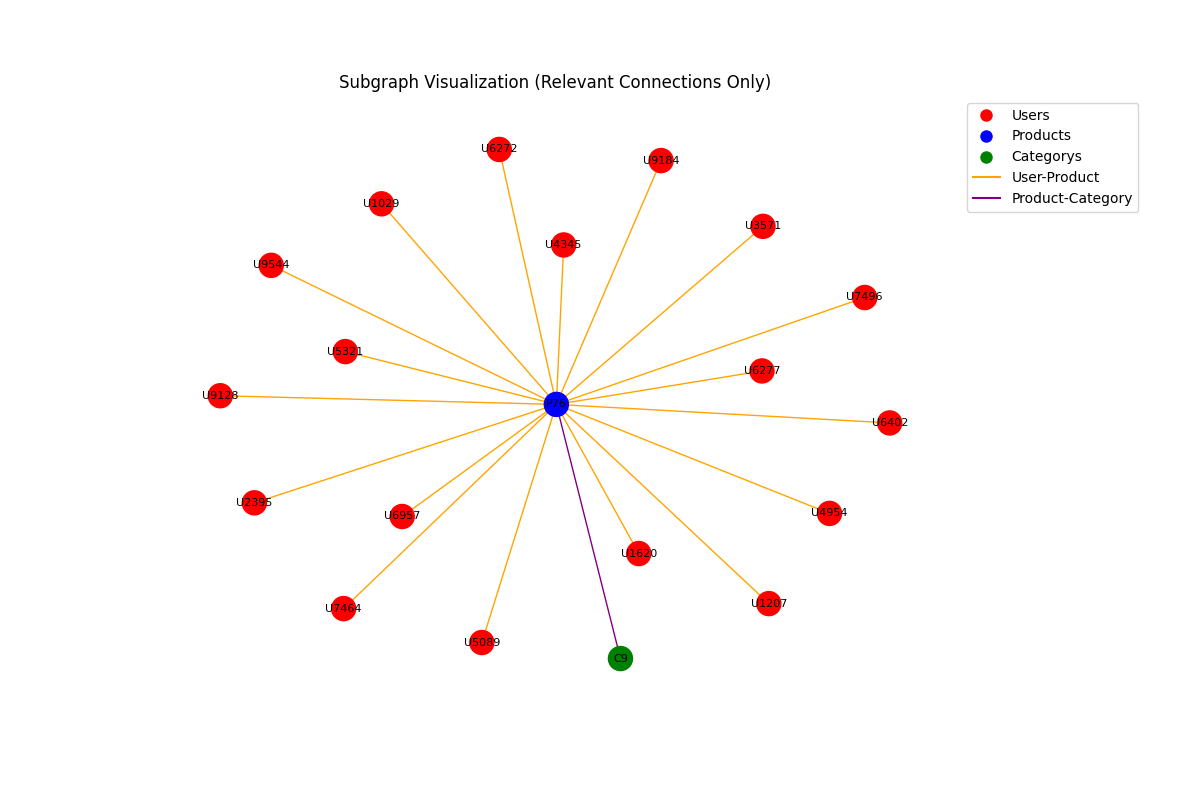 Subgraph Visualization (Relevant Connections Only)
Users
Products
Categorys
User-Product
Product-Category
U6272
U9184
U1029
U3571
U4345
U9544
U7496
U5321
U6277
U9128
P76
U6402
U2395
U4954
U6957
U1620
U1207
U7464
U5089
C9